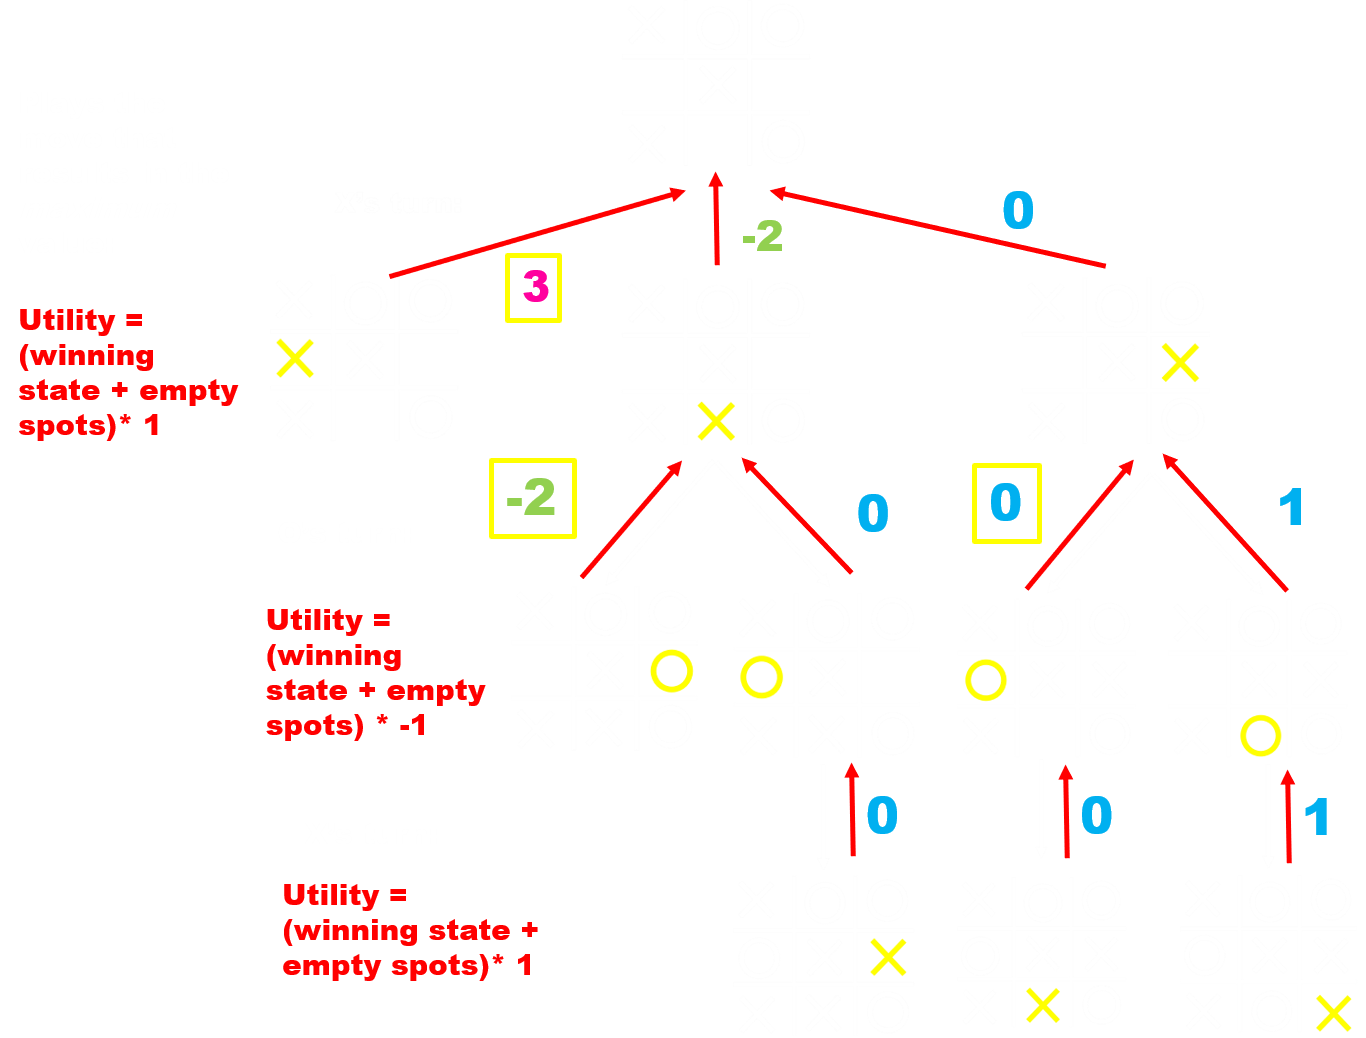 0
-2
3
Utility =
(winning
state + empty
spots)* 1
-2
0
0
1
Utility =
(winning
state + empty
spots) * -1
0
0
1
Utility =
(winning state +
empty spots)* 1